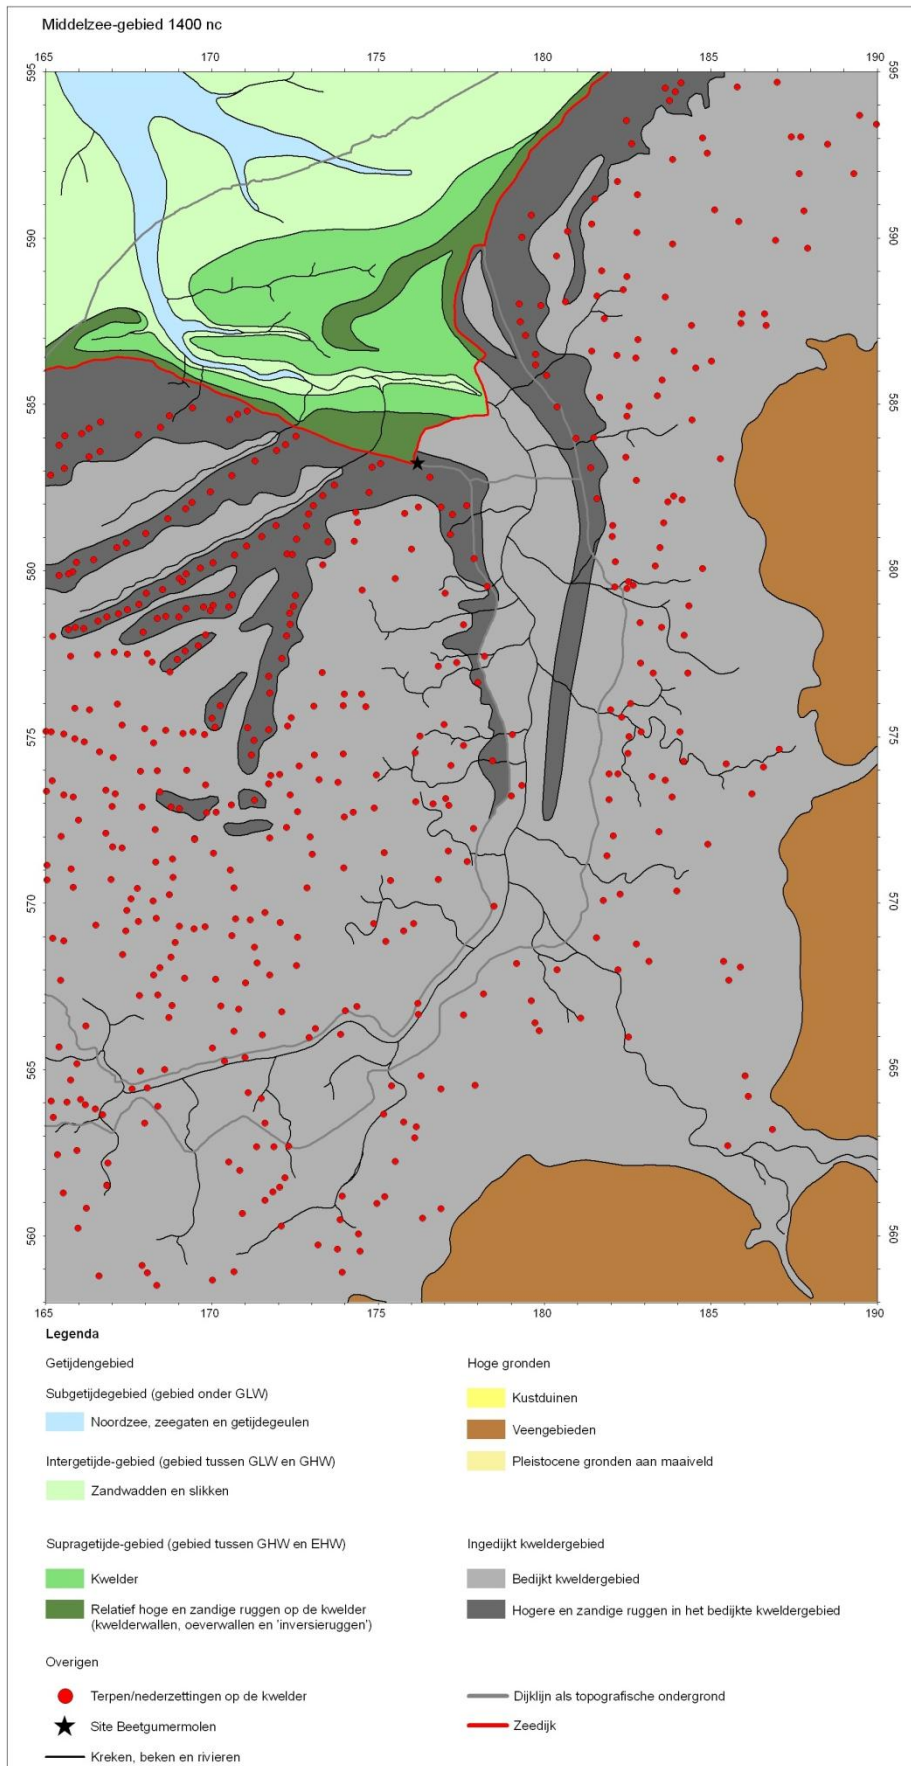 Middelzee-gebied 1400 nc
165 170 175 180 185 190
595 595
590 590
585 585
580 580
575 575
570 570
565 565
560 560
165 170 175 180 185 190
Legenda
Getijdengebied
Subgetijdegebied (gebied onder GLW)
Noordzee, zeegaten en getijdegeulen
Intergetijde-gebied (gebied tussen GLW en GHW)
Zandwadden en slikken
Supragetijde-gebied (gebied tussen GHW en EHW)
Kwelder
Relatief hoge en zandige ruggen op de kwelder
(kwelderwallen, oeverwallen en 'inversieruggen')
Overigen
Terpen/nederzettingen op de kwelder
Site Beetgumermolen
Kreken, beken en rivieren
Hoge gronden
Kustduinen
Veengebieden
Pleistocene gronden aan maaiveld
Ingedijkt kweldergebied
Bedijkt kweldergebied
Hogere en zandige ruggen in het bedijkte kweldergebied
Dijklijn als topografische ondergrond
Zeedijk